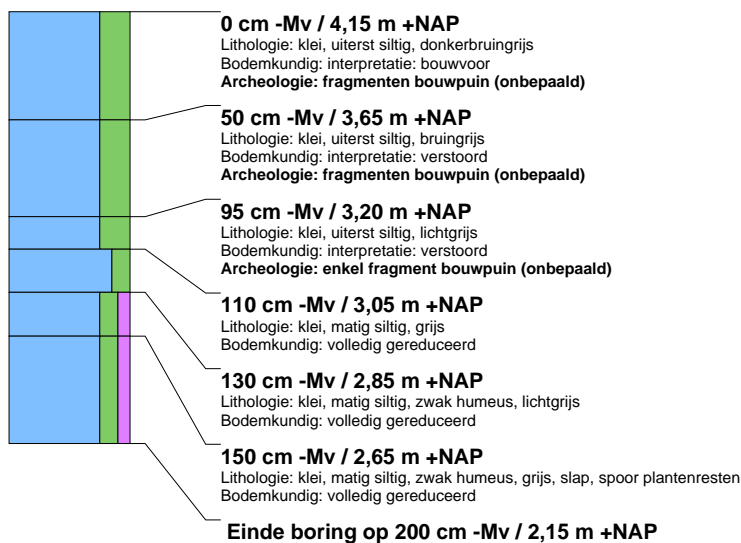 0 cm -Mv / 4,15 m +NAP
Lithologie: klei, uiterst siltig, donkerbruingrijs
Bodemkundig: interpretatie: bouwvoor
Archeologie: fragmenten bouwpuin (onbepaald)
50 cm -Mv / 3,65 m +NAP
Lithologie: klei, uiterst siltig, bruingrijs
Bodemkundig: interpretatie: verstoord
Archeologie: fragmenten bouwpuin (onbepaald)
95 cm -Mv / 3,20 m +NAP
Lithologie: klei, uiterst siltig, lichtgrijs
Bodemkundig: interpretatie: verstoord
Archeologie: enkel fragment bouwpuin (onbepaald)
110 cm -Mv / 3,05 m +NAP
Lithologie: klei, matig siltig, grijs
Bodemkundig: volledig gereduceerd
130 cm -Mv / 2,85 m +NAP
Lithologie: klei, matig siltig, zwak humeus, lichtgrijs
Bodemkundig: volledig gereduceerd
150 cm -Mv / 2,65 m +NAP
Lithologie: klei, matig siltig, zwak humeus, grijs, slap, spoor plantenresten
Bodemkundig: volledig gereduceerd
Einde boring op 200 cm -Mv / 2,15 m +NAP